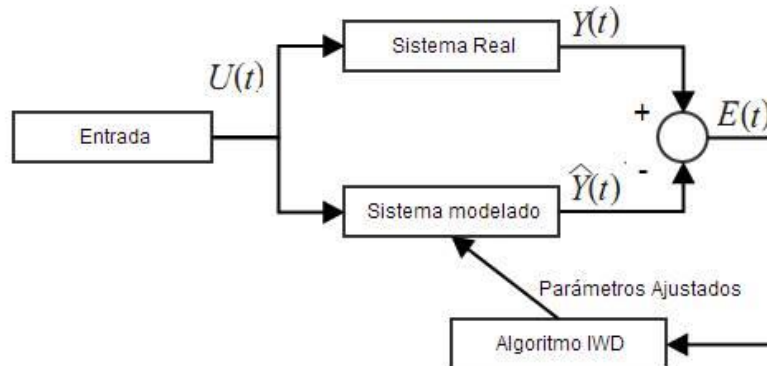 Sistema Real
Y(t)
U(t)
Entrada
+
E(t)
-
Sistema modelado
Ŷ(t)
Parámetros Ajustados
Algoritmo IWD